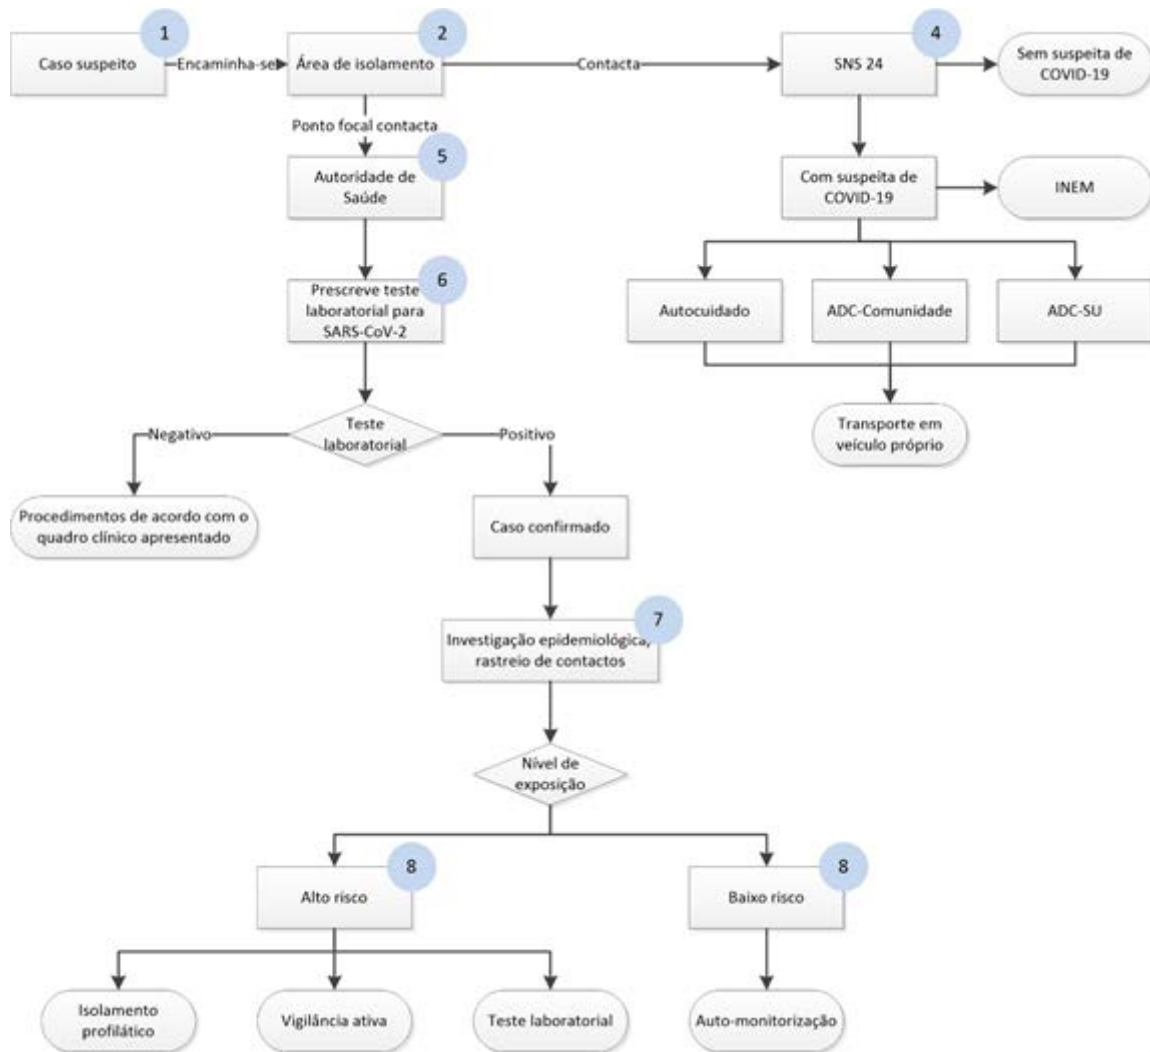 1
Caso suspeito
Encaminha-se
2
Área de isolamento
Contacta
4
SNS 24
Sem suspeita de
COVID-19
Ponto focal contacta
5
Autoridade de
Saúde
Com suspeita de
COVID-19
INEM
6
Prescreve teste
laboratorial para
SARS-CoV-2
Autocuidado
ADC-Comunidade
ADC-SU
Transporte em
veículo próprio
Negativo
Teste
laboratorial
Positivo
Procedimentos de acordo com o
quadro clínico apresentado
Caso confirmado
7
Investigação epidemiológica,
rastreio de contactos
Nível de
exposição
8
Alto risco
8
Baixo risco
Isolamento
profilático
Vigilância ativa
Teste laboratorial
Auto-monitorização